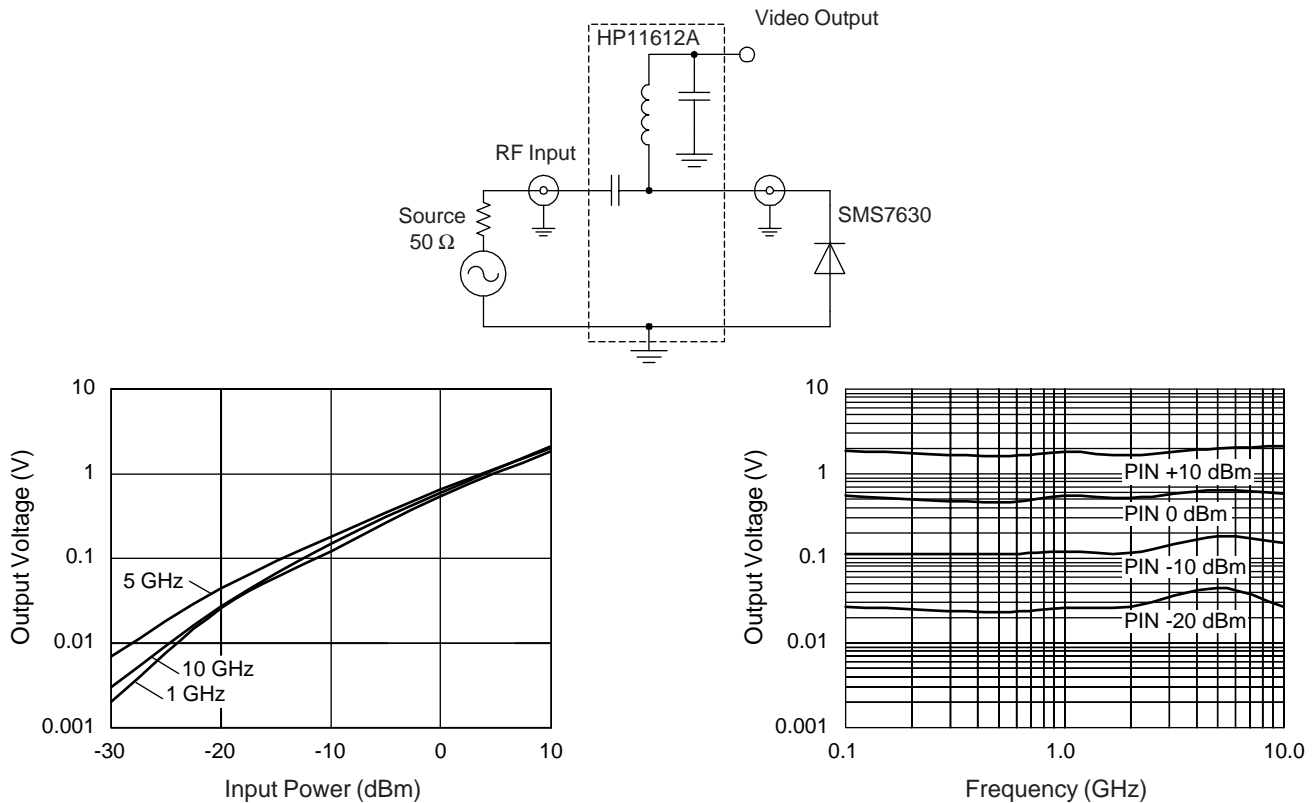 Video Output
HP11612A
RF Input
Source
50 Ω
SMS7630
10
1
0.1
0.01
0.001
Output Voltage (V)
5 GHz
10 GHz
1 GHz
-30
-20
-10
0
10
Input Power (dBm)
10
1
0.1
0.01
0.001
Output Voltage (V)
PIN +10 dBm
PIN 0 dBm
PIN -10 dBm
PIN -20 dBm
0.1
1.0
10.0
Frequency (GHz)